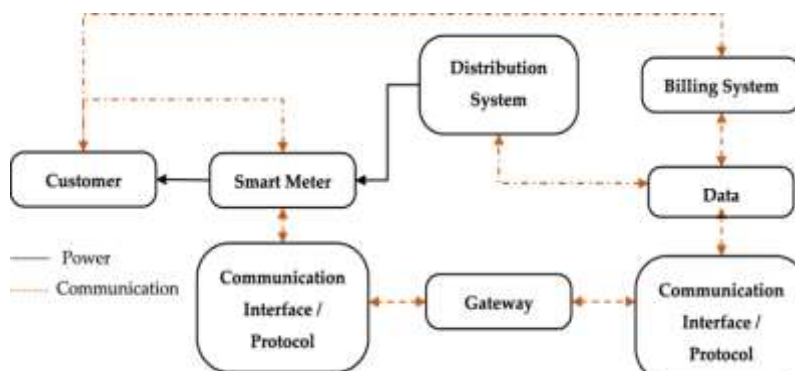 Distribution
System
Billing System
Customer
Smart Meter
Data
Power
Communication
Communication
Interface /
Protocol
Gateway
Communication
Interface /
Protocol